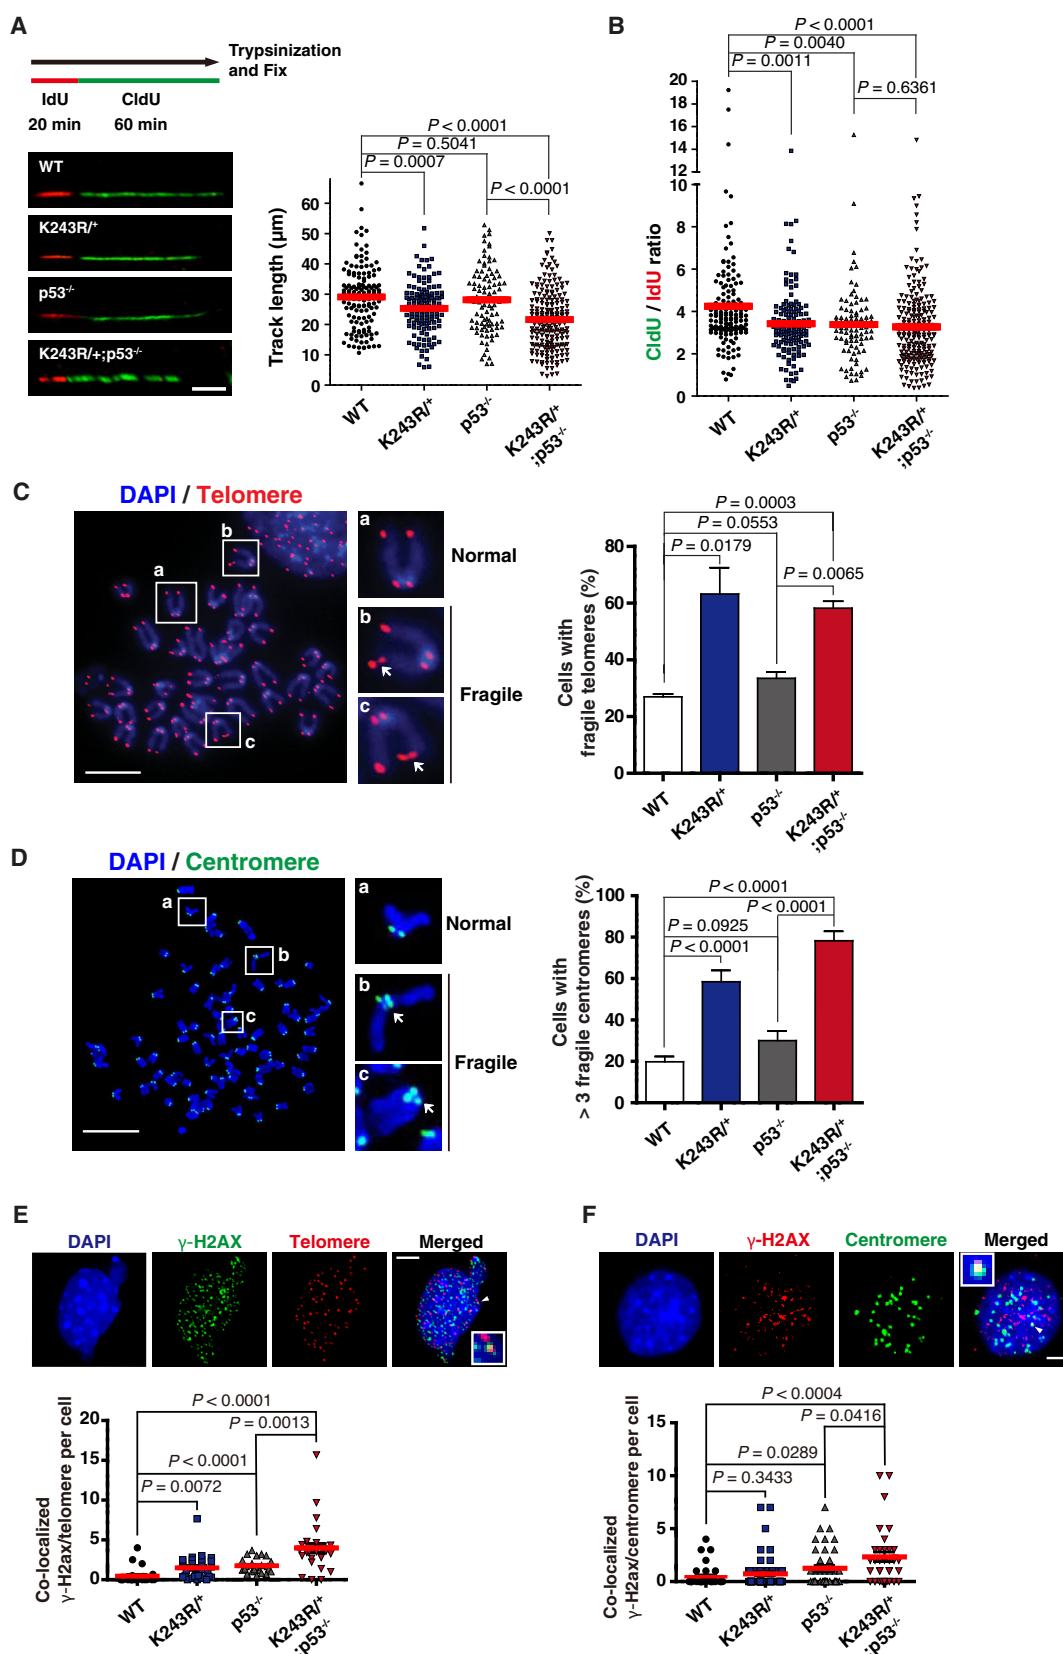 A
Trypsinization
and Fix
IdU
CldU
20 min
60 min
WT
K243R/+
p53-/-
K243R/+;p53-/-
P < 0.0001
P = 0.5041
P = 0.0007
P < 0.0001
Track length (µm)
60
50
40
30
20
10
0
WT
K243R/+
p53-/-
K243R/+
;p53-/-
B
P < 0.0001
P = 0.0040
P = 0.0011
P = 0.6361
CldU / IdU ratio
20
18
16
14
12
10
8
6
4
2
0
WT
K243R/+
p53-/-
K243R/+
;p53-/-
C
DAPI / Telomere
a
b
c
a
Normal
b
Fragile
c
P = 0.0003
P = 0.0553
P = 0.0179
P = 0.0065
Cells with
fragile telomeres (%)
80
60
40
20
0
WT
K243R/+
p53-/-
K243R/+
;p53-/-
D
DAPI / Centromere
a
b
c
a
Normal
b
Fragile
c
P < 0.0001
P < 0.0001
P = 0.0925
P < 0.0001
Cells with
> 3 fragile centromeres (%)
100
80
60
40
20
0
WT
K243R/+
p53-/-
K243R/+
;p53-/-
E
DAPI
γ-H2AX
Telomere
Merged
P < 0.0001
P = 0.0013
P < 0.0001
P = 0.0072
Co-localized
γ-H2ax/telomere per cell
20
15
10
5
0
WT
K243R/+
p53-/-
K243R/+
;p53-/-
F
DAPI
γ-H2AX
Centromere
Merged
P < 0.0004
P = 0.0416
P = 0.0289
P = 0.3433
Co-localized
γ-H2ax/centromere per cell
15
10
5
0
WT
K243R/+
p53-/-
K243R/+
;p53-/-